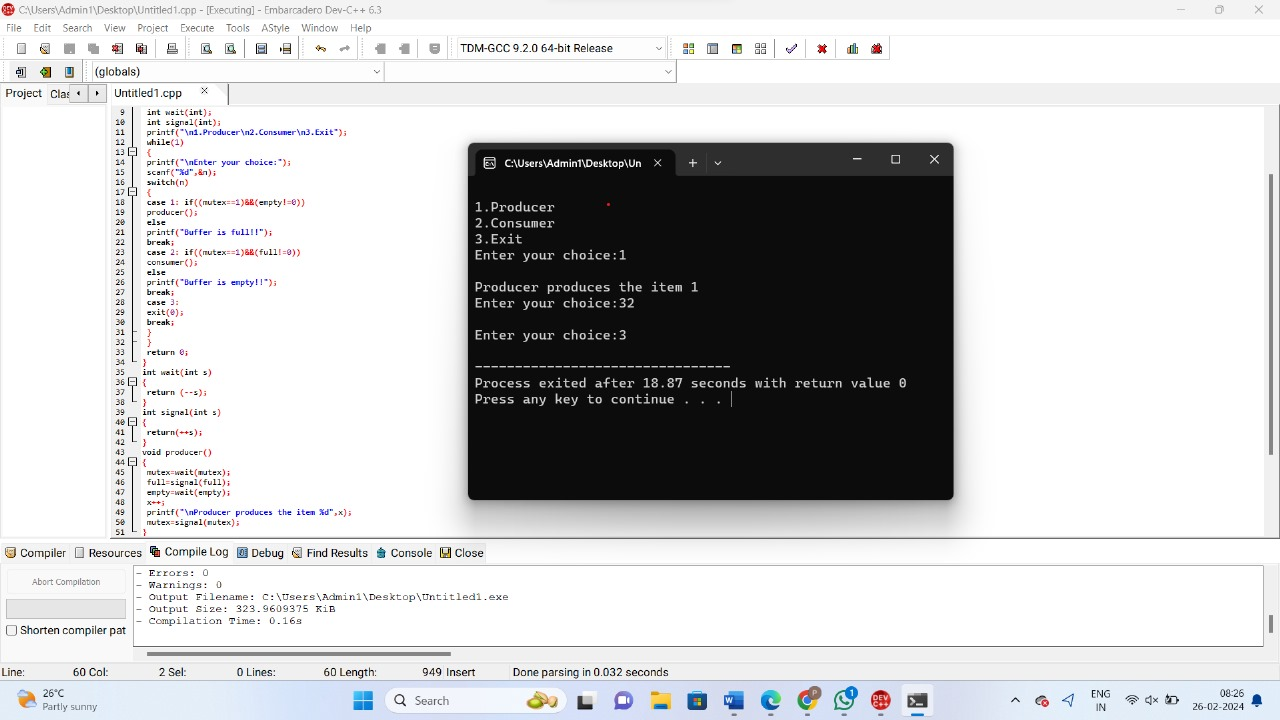 C:\Users\Admin1\Desktop\Untitled1.cpp - [Executing] - Embarcadero Dev-C++ 6.3
File Edit Search View Project Execute Tools AStyle Window Help
TDM-GCC 9.2.0 64-bit Release
(globals)
Project Clas Untitled1.cpp
9 int wait(int);
10 int signal(int);
11 printf("\n1.Producer\n2.Consumer\n3.Exit");
12 while(1)
13 {
14 printf("\nEnter your choice:");
15 scanf("%d",&n);
16 switch(n)
17 {
18 case 1: if((mutex==1)&&(empty!=0))
19 producer();
20 else
21 printf("Buffer is full!!");
22 break;
23 case 2: if((mutex==1)&&(full!=0))
24 consumer();
25 else
26 printf("Buffer is empty!!");
27 break;
28 case 3:
29 exit(0);
30 break;
31 }
32 }
33 return 0;
34 }
35 int wait(int s)
36 {
37 return (--s);
38 }
39 int signal(int s)
40 {
41 return(++s);
42 }
43 void producer()
44 {
45 mutex=wait(mutex);
46 full=signal(full);
47 empty=wait(empty);
48 x++;
49 printf("\nProducer produces the item %d",x);
50 mutex=signal(mutex);
51 }
C:\Users\Admin1\Desktop\Un
1.Producer
2.Consumer
3.Exit
Enter your choice:1
Producer produces the item 1
Enter your choice:32
Enter your choice:3
--------------------------------
Process exited after 18.87 seconds with return value 0
Press any key to continue . . .
Compiler Resources Compile Log Debug Find Results Console Close
Abort Compilation
Shorten compiler pat
- Errors: 0
- Warnings: 0
- Output Filename: C:\Users\Admin1\Desktop\Untitled1.exe
- Output Size: 323.9609375 KiB
- Compilation Time: 0.16s
Line: 60 Col: 2 Sel: 0 Lines: 60 Length: 949 Insert Done parsing in 0.032 seconds
26°C
Partly sunny
Search
P
1
DEV C++
ENG
IN
08:26
26-02-2024